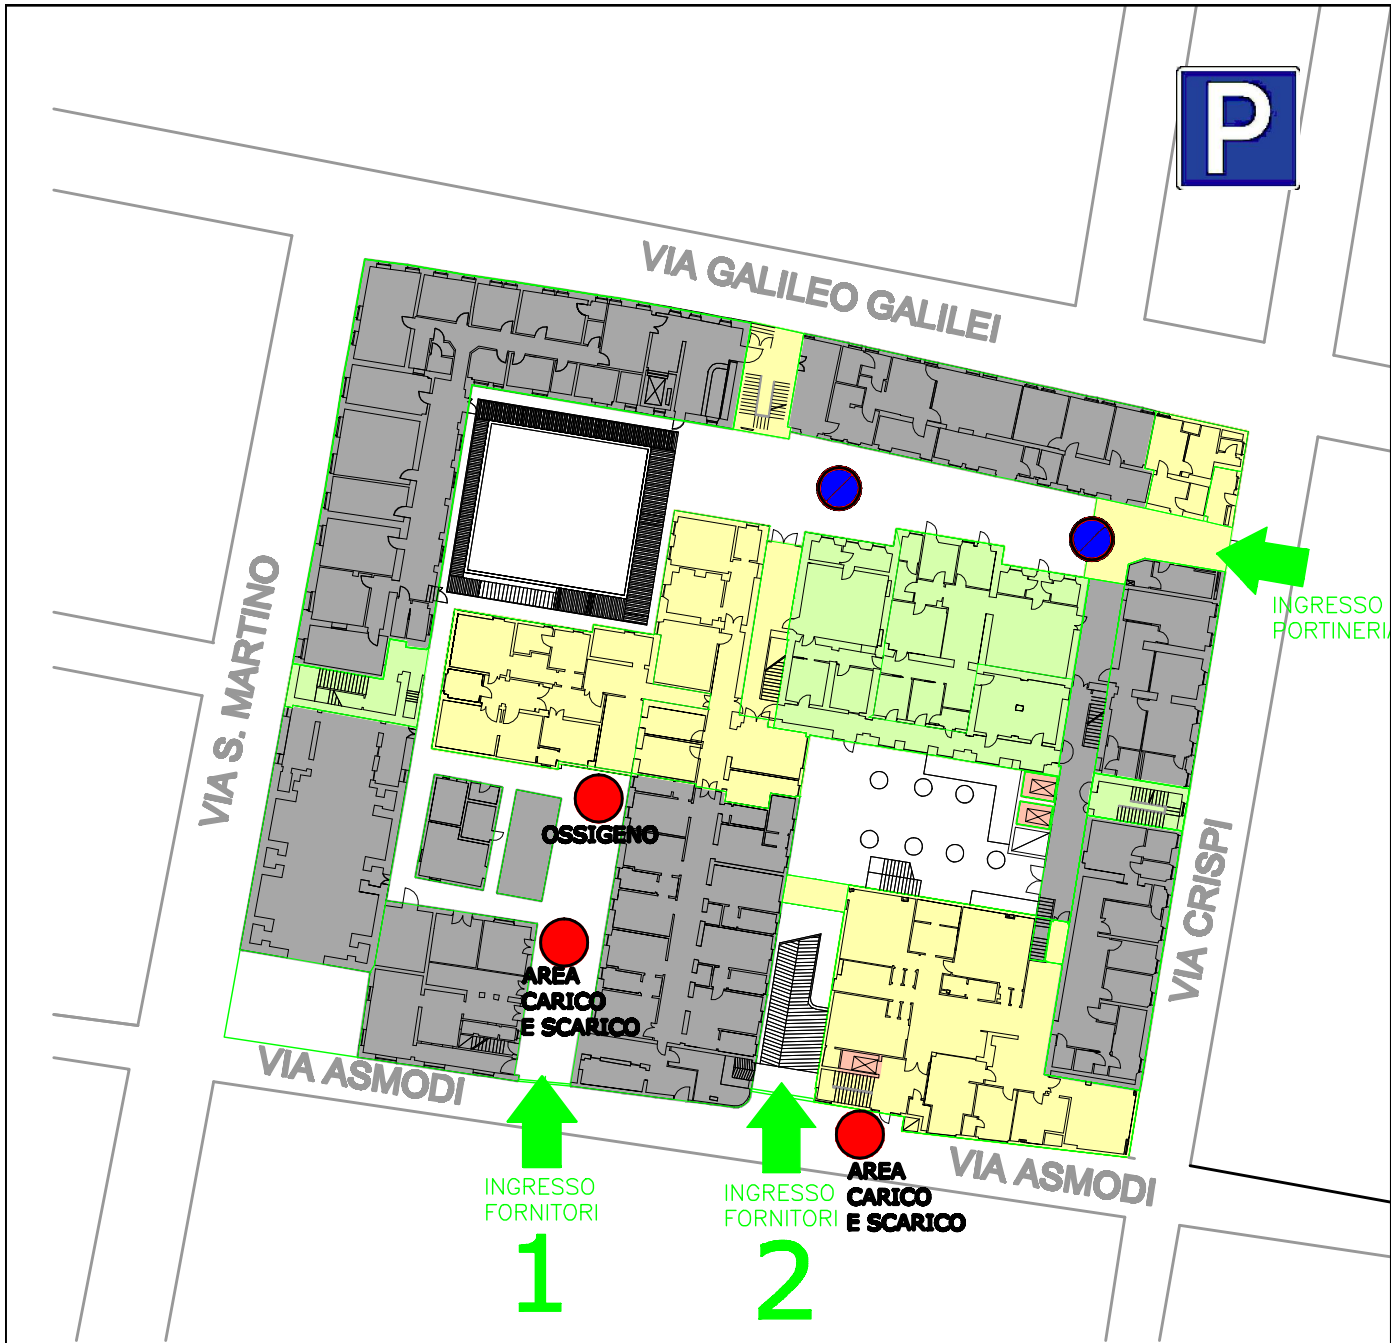 P
VIA GALILEO GALILEI
VIA S. MARTINO
INGRESSO
PORTINERIA
OSSIGENO
VIA CRISPI
AREA
CARICO
E SCARICO
VIA ASMODI
INGRESSO
FORNITORI
1
INGRESSO
FORNITORI
2
AREA
CARICO
E SCARICO
VIA ASMODI